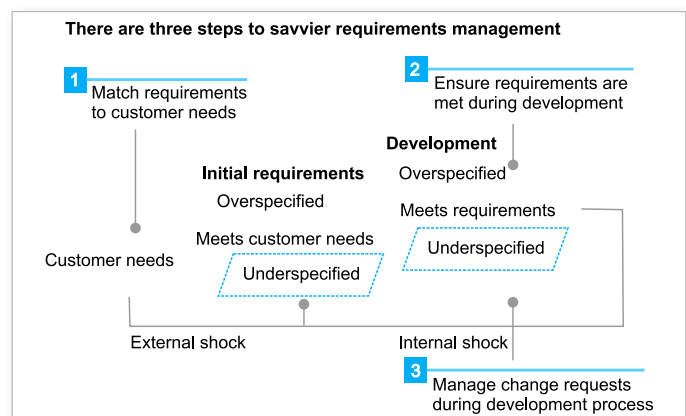 There are three steps to savvier requirements management
1
Match requirements
to customer needs
2
Ensure requirements are
met during development
Development
Initial requirements
Overspecified
Overspecified
Meets requirements
Meets customer needs
Underspecified
Customer needs
Underspecified
External shock
Internal shock
3
Manage change requests
during development process